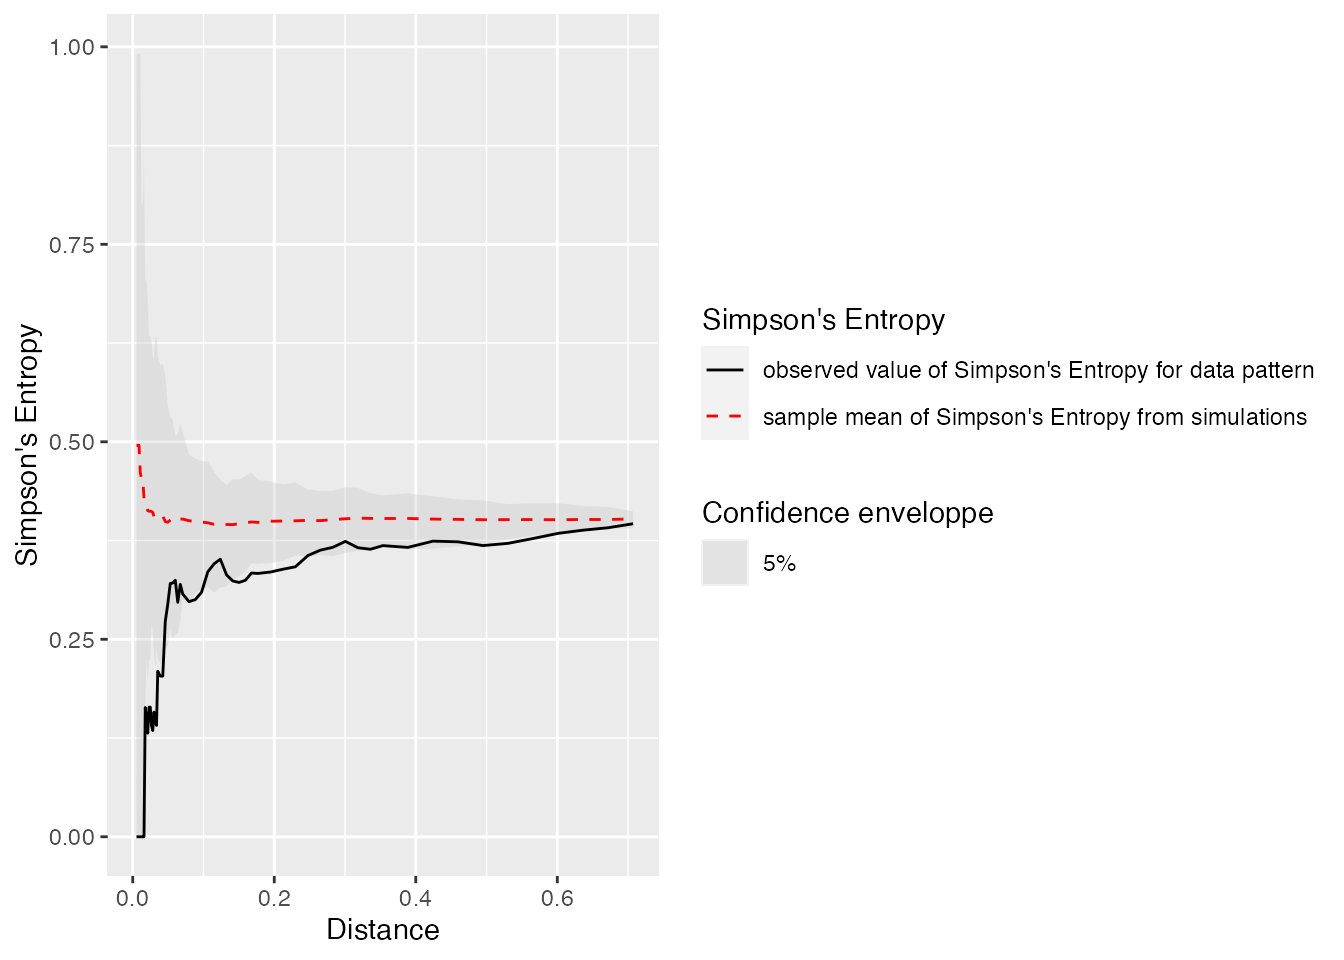 1.00
0.75
0.50
0.25
0.00
Simpson's Entropy
0.0 0.2 0.4 0.6
Distance
Simpson's Entropy
observed value of Simpson's Entropy for data pattern
sample mean of Simpson's Entropy from simulations
Confidence enveloppe
5%